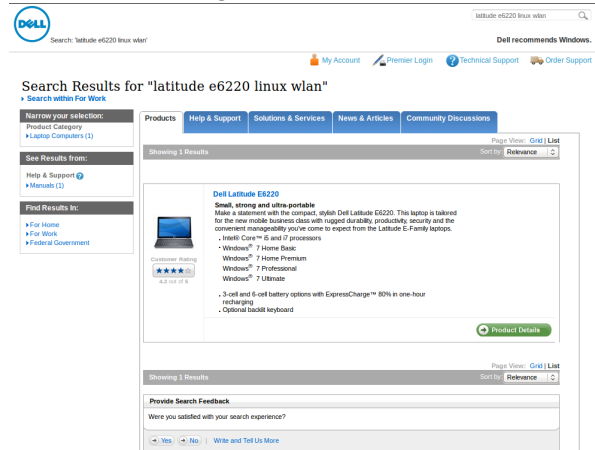 DELL
latitude e6220 linux wlan
Search: 'latitude e6220 linux wlan'
Dell recommends Windows.
My Account
Premier Login
Technical Support
Order Support
Search Results for "latitude e6220 linux wlan"
Search within For Work
Narrow your selection:
Product Category
Laptop Computers (1)
See Results from:
Help & Support
Manuals (1)
Find Results In:
For Home
For Work
Federal Government
Products
Help & Support
Solutions & Services
News & Articles
Community Discussions
Page View: Grid | List
Showing 1 Results
Sort by: Relevance
Dell Latitude E6220
Small, strong and ultra-portable
Make a statement with the compact, stylish Dell Latitude E6220. This laptop is tailored
for the new mobile business class with rugged durability, productivity, security and the
convenient manageability you've come to expect from the Latitude E-Family laptops.
Intel® Core™ i5 and i7 processors
Windows® 7 Home Basic
Windows® 7 Home Premium
Windows® 7 Professional
Windows® 7 Ultimate
3-cell and 6-cell battery options with ExpressCharge™ 80% in one-hour
recharging
Optional backlit keyboard
Customer Rating
4.2 out of 5
Product Details
Page View: Grid | List
Showing 1 Results
Sort by: Relevance
Provide Search Feedback
Were you satisfied with your search experience?
Yes
No
| Write and Tell Us More